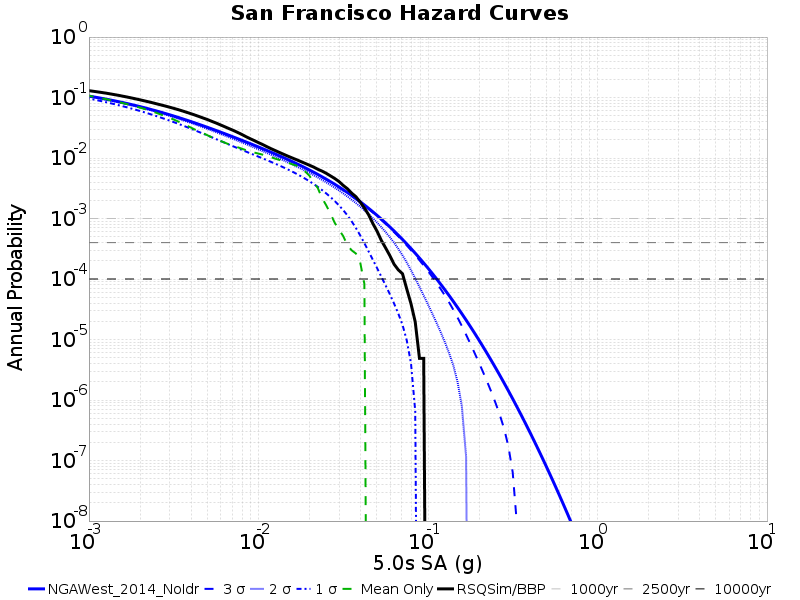 San Francisco Hazard Curves
Annual Probability
10^0
10^-1
10^-2
10^-3
10^-4
10^-5
10^-6
10^-7
10^-8
10^-3 10^-2 10^-1 10^0 10^1
5.0s SA (g)
NGAWest_2014_NoIdr 3 σ 2 σ 1 σ Mean Only RSQSim/BBP 1000yr 2500yr 10000yr